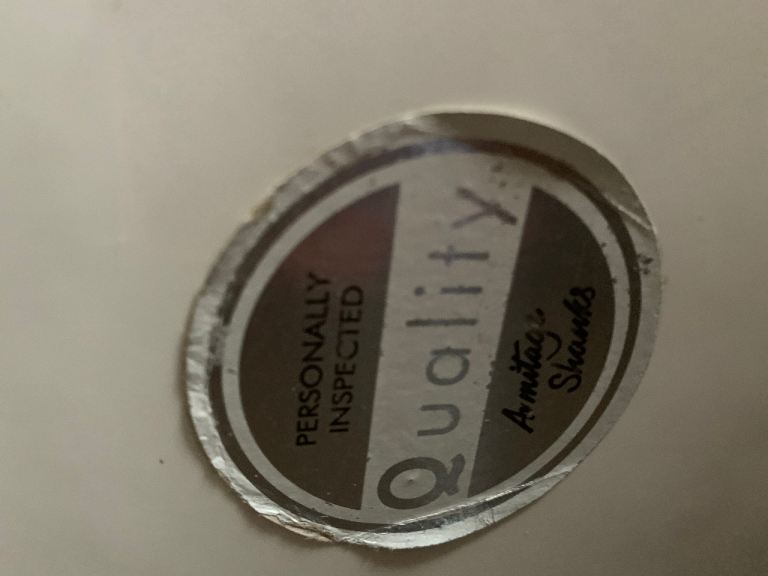 PERSONALLY
INSPECTED
Quality
Armitage
Shanks